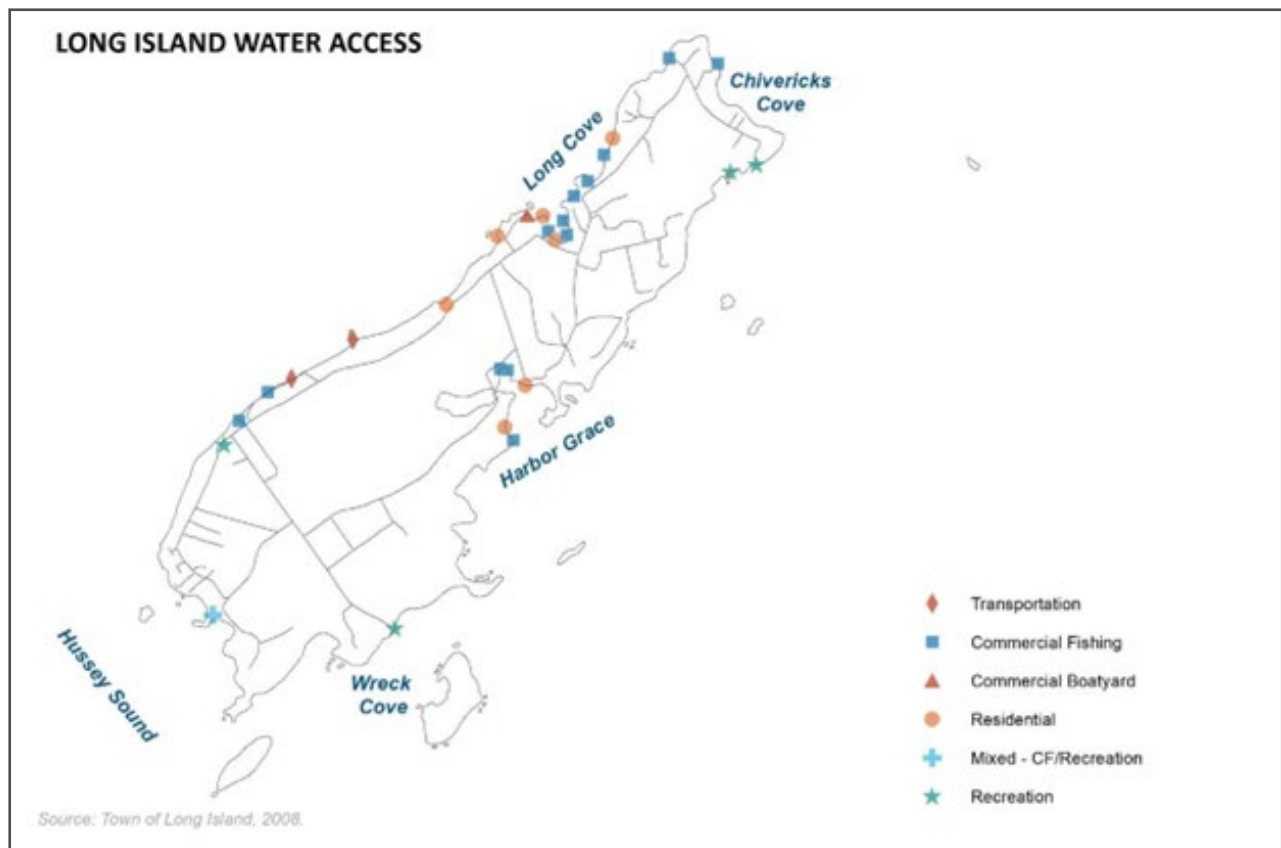 LONG ISLAND WATER ACCESS
Chivericks
Cove
Long Cove
Harbor Grace
Hussey Sound
Wreck
Cove
Transportation
Commercial Fishing
Commercial Boatyard
Residential
Mixed - CF/Recreation
Recreation
Source: Town of Long Island, 2008.